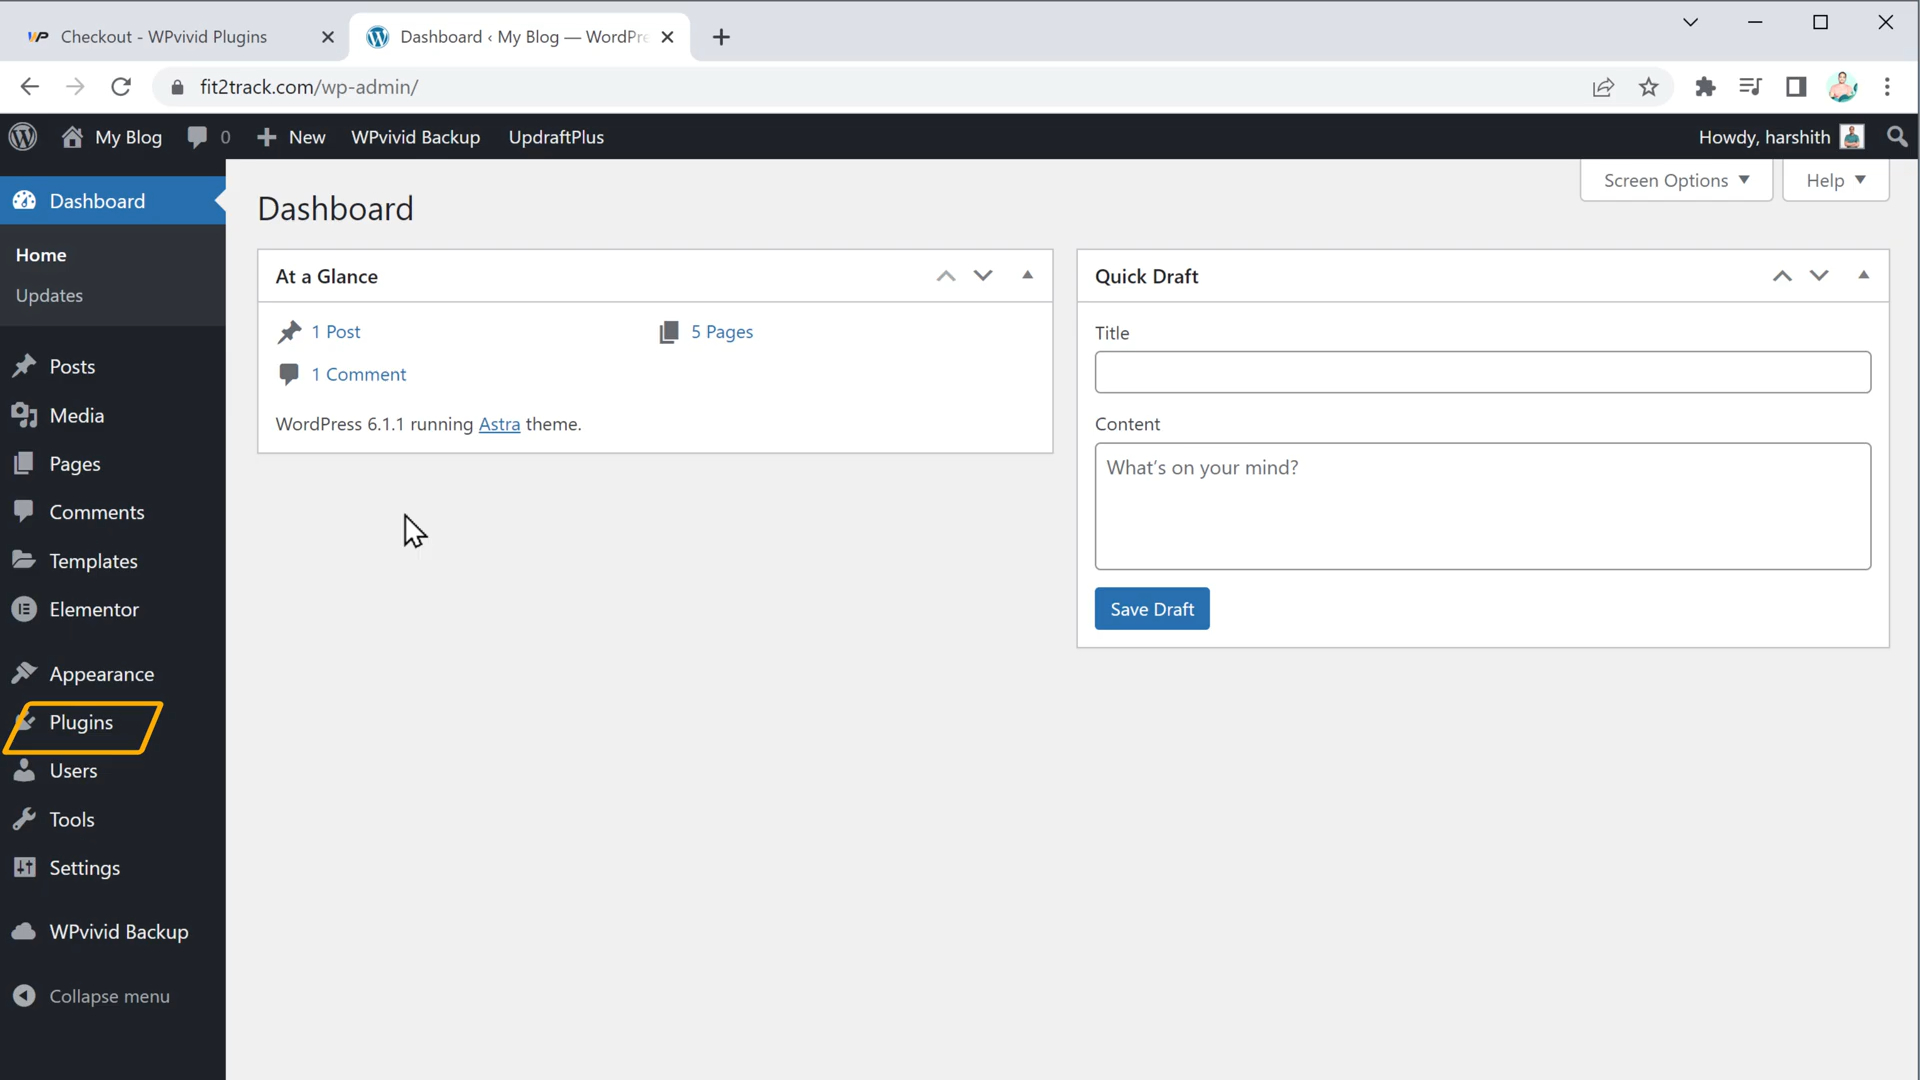 Checkout - WPvivid Plugins
Dashboard ‹ My Blog — WordPre
fit2track.com/wp-admin/
My Blog
0
New
WPvivid Backup
UpdraftPlus
Howdy, harshith
Dashboard
Home
Updates
Posts
Media
Pages
Comments
Templates
Elementor
Appearance
Plugins
Users
Tools
Settings
WPvivid Backup
Collapse menu
Screen Options
Help
Dashboard
At a Glance
1 Post
5 Pages
1 Comment
WordPress 6.1.1 running Astra theme.
Quick Draft
Title
Content
What's on your mind?
Save Draft